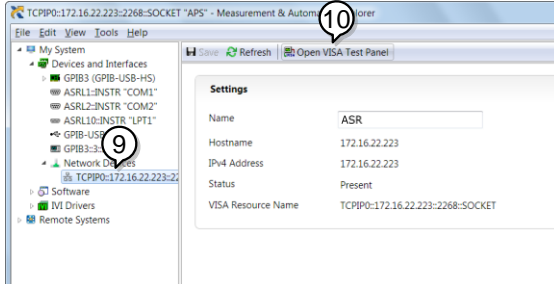 TCPIP0::172.16.22.223::2268::SOCKET "APS" - Measurement & Automa orer
10
File Edit View Tools Help
My System
Devices and Interfaces
GPIB3 (GPIB-USB-HS)
ASRL1::INSTR "COM1"
ASRL2::INSTR "COM2"
ASRL10::INSTR "LPT1"
GPIB-USB
GPIB3::3::
9
Network Devices
TCPIP0::172.16.22.223::22
Software
IVI Drivers
Remote Systems
Save Refresh Open VISA Test Panel
Settings
Name ASR
Hostname 172.16.22.223
IPv4 Address 172.16.22.223
Status Present
VISA Resource Name TCPIP0::172.16.22.223::2268::SOCKET